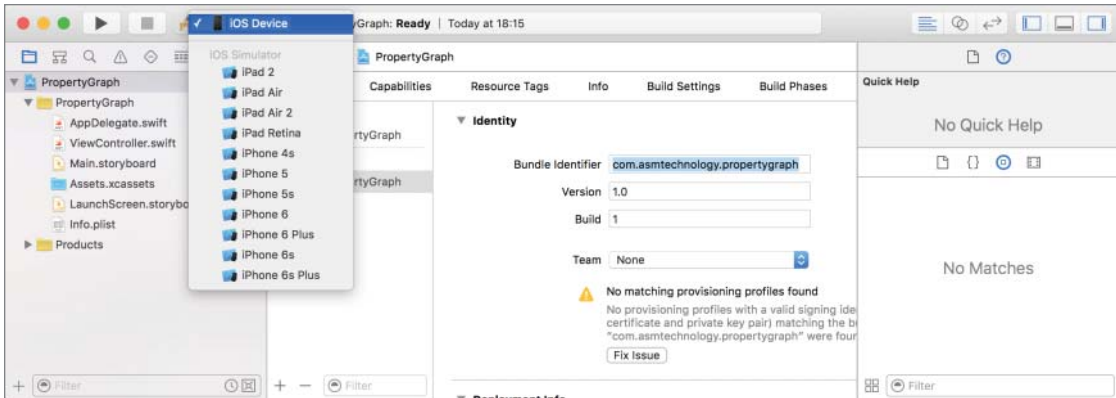 iOS Device
yGraph: Ready | Today at 18:15
iOS Simulator
iPad 2
iPad Air
iPad Air 2
iPad Retina
iPhone 4s
iPhone 5
iPhone 5s
iPhone 6
iPhone 6 Plus
iPhone 6s
iPhone 6s Plus
PropertyGraph
PropertyGraph
AppDelegate.swift
ViewController.swift
Main.storyboard
Assets.xcassets
LaunchScreen.storybo
Info.plist
Products
Filter
PropertyGraph
Capabilities Resource Tags Info Build Settings Build Phases
rtyGraph
rtyGraph
Filter
Identity
Bundle Identifier com.asmtechnology.propertygraph
Version 1.0
Build 1
Team None
No matching provisioning profiles found
No provisioning profiles with a valid signing ide
certificate and private key pair) matching the b
"com.asmtechnology.propertygraph" were four
Fix Issue
Deployment Info
Quick Help
No Quick Help
No Matches
Filter